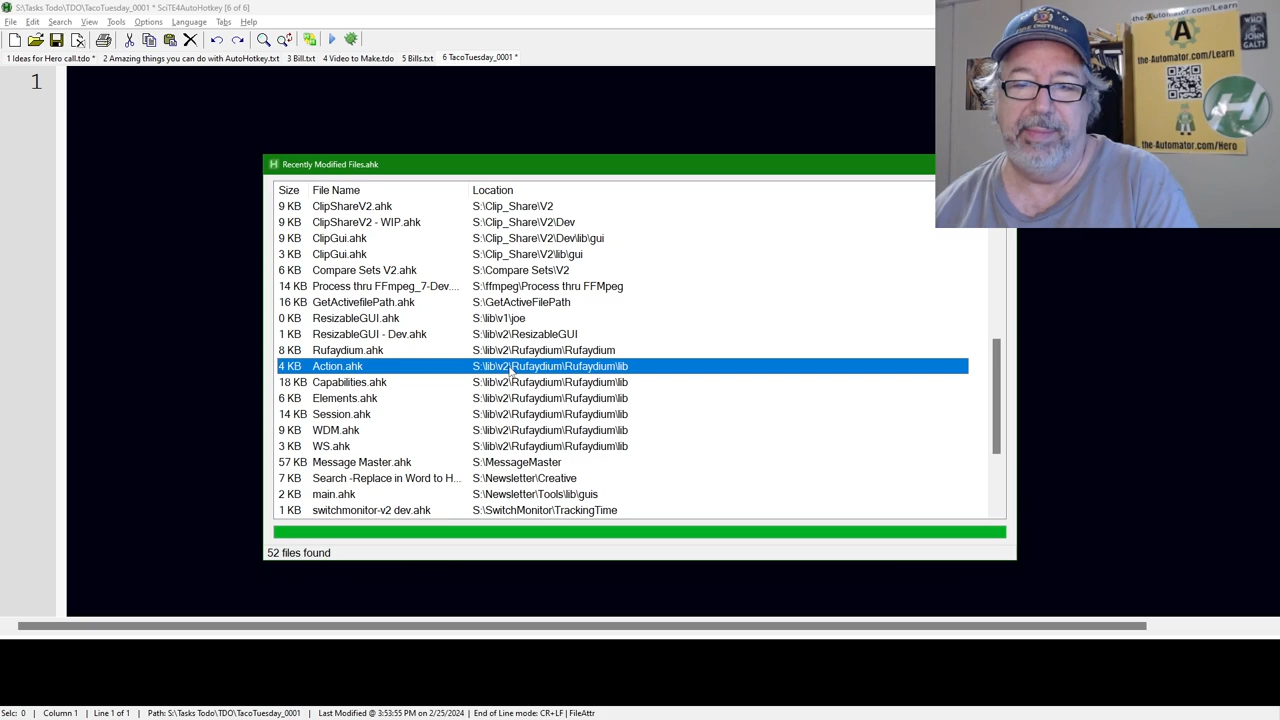 S:\Tasks Todo\TDO\TacoTuesday_0001 * SciTE4AutoHotkey [6 of 6]
File Edit Search View Tools Options Language Tabs Help
1 Ideas for Hero call.tdo * 2 Amazing things you can do with AutoHotkey.txt 3 Bill.txt 4 Video to Make.tdo 5 Bills.txt 6 TacoTuesday_0001 *
1
the-Automator.com/Learn
A
the-Automator.com/Learn
the-Automator.com/Hero
WHO
IS
JOHN
GALT?
H
Recently Modified Files.ahk
Size File Name Location
9 KB ClipShareV2.ahk S:\Clip_Share\V2
9 KB ClipShareV2 - WIP.ahk S:\Clip_Share\V2\Dev
9 KB ClipGui.ahk S:\Clip_Share\V2\Dev\lib\gui
3 KB ClipGui.ahk S:\Clip_Share\V2\lib\gui
6 KB Compare Sets V2.ahk S:\Compare Sets\V2
14 KB Process thru FFmpeg_7-Dev.... S:\ffmpeg\Process thru FFMpeg
16 KB GetActivefilePath.ahk S:\GetActiveFilePath
0 KB ResizableGUI.ahk S:\lib\v1\joe
1 KB ResizableGUI - Dev.ahk S:\lib\v2\ResizableGUI
8 KB Rufaydium.ahk S:\lib\v2\Rufaydium\Rufaydium
4 KB Action.ahk S:\lib\v2\Rufaydium\Rufaydium\lib
18 KB Capabilities.ahk S:\lib\v2\Rufaydium\Rufaydium\lib
6 KB Elements.ahk S:\lib\v2\Rufaydium\Rufaydium\lib
14 KB Session.ahk S:\lib\v2\Rufaydium\Rufaydium\lib
9 KB WDM.ahk S:\lib\v2\Rufaydium\Rufaydium\lib
3 KB WS.ahk S:\lib\v2\Rufaydium\Rufaydium\lib
57 KB Message Master.ahk S:\MessageMaster
7 KB Search -Replace in Word to H... S:\Newsletter\Creative
2 KB main.ahk S:\Newsletter\Tools\lib\guis
1 KB switchmonitor-v2 dev.ahk S:\SwitchMonitor\TrackingTime
52 files found
Selc: 0 | Column 1 | Line 1 of 1 | Path: S:\Tasks Todo\TDO\TacoTuesday_0001 | Last Modified @ 3:53:55 PM on 2/25/2024 | End of Line mode: CR+LF | FileAttr